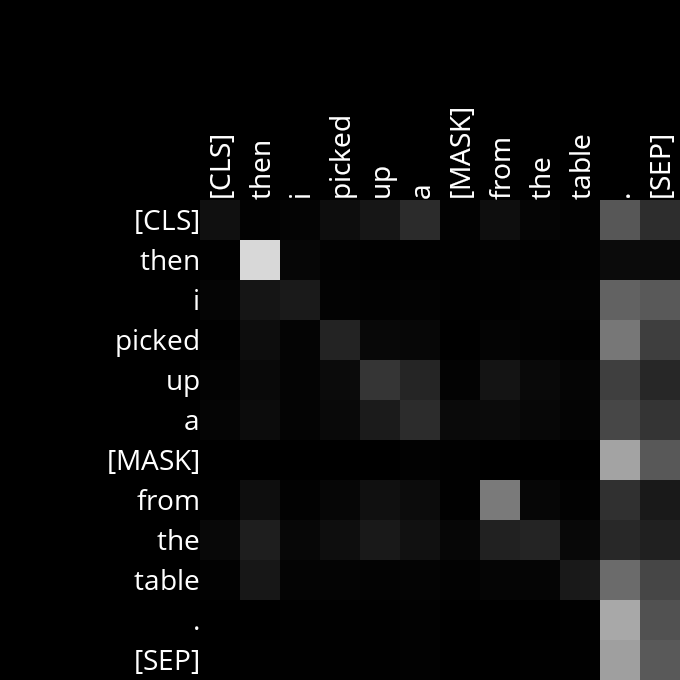 [CLS] then i picked up a [MASK] from the table . [SEP]
[CLS]
then
i
picked
up
a
[MASK]
from
the
table
.
[SEP]